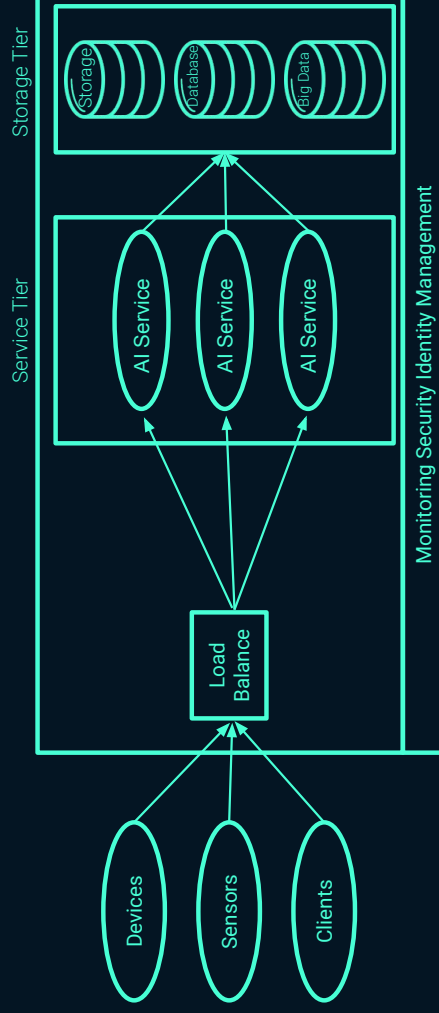 Service Tier
Storage Tier
Devices
Sensors
Clients
Load
Balance
AI Service
AI Service
AI Service
Storage
Database
Big Data
Monitoring Security Identity Management